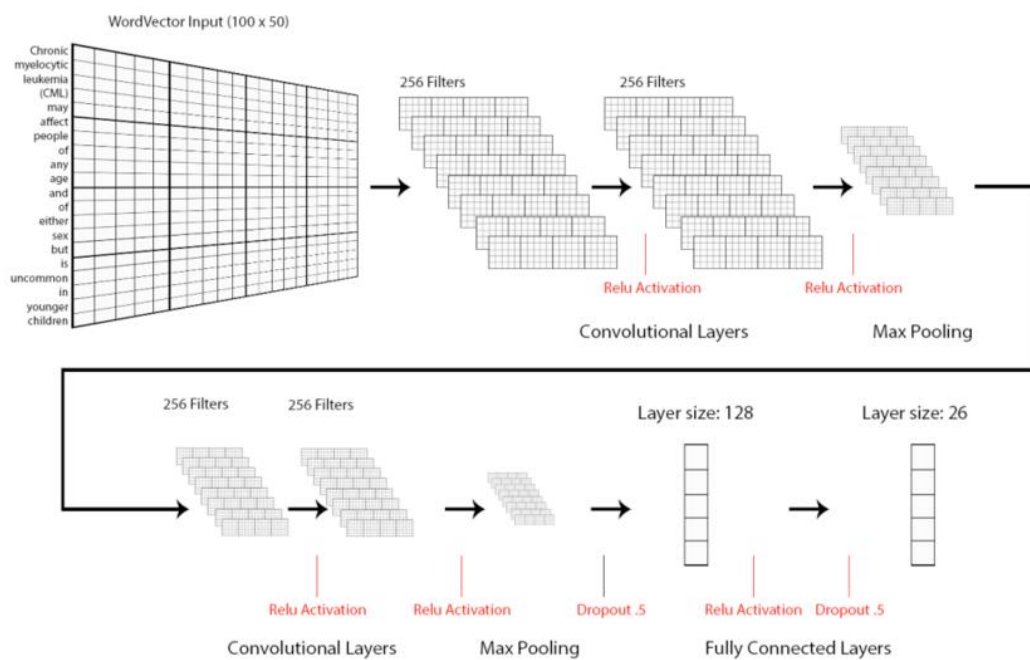 WordVector Input (100 x 50)
Chronic
myelocytic
leukemia
(CML)
may
affect
people
of
any
age
and
of
either
sex
but
is
uncommon
in
younger
children
256 Filters
256 Filters
Relu Activation
Relu Activation
Convolutional Layers
Max Pooling
256 Filters
256 Filters
Layer size: 128
Layer size: 26
Relu Activation
Relu Activation
Dropout .5
Relu Activation
Dropout .5
Convolutional Layers
Max Pooling
Fully Connected Layers